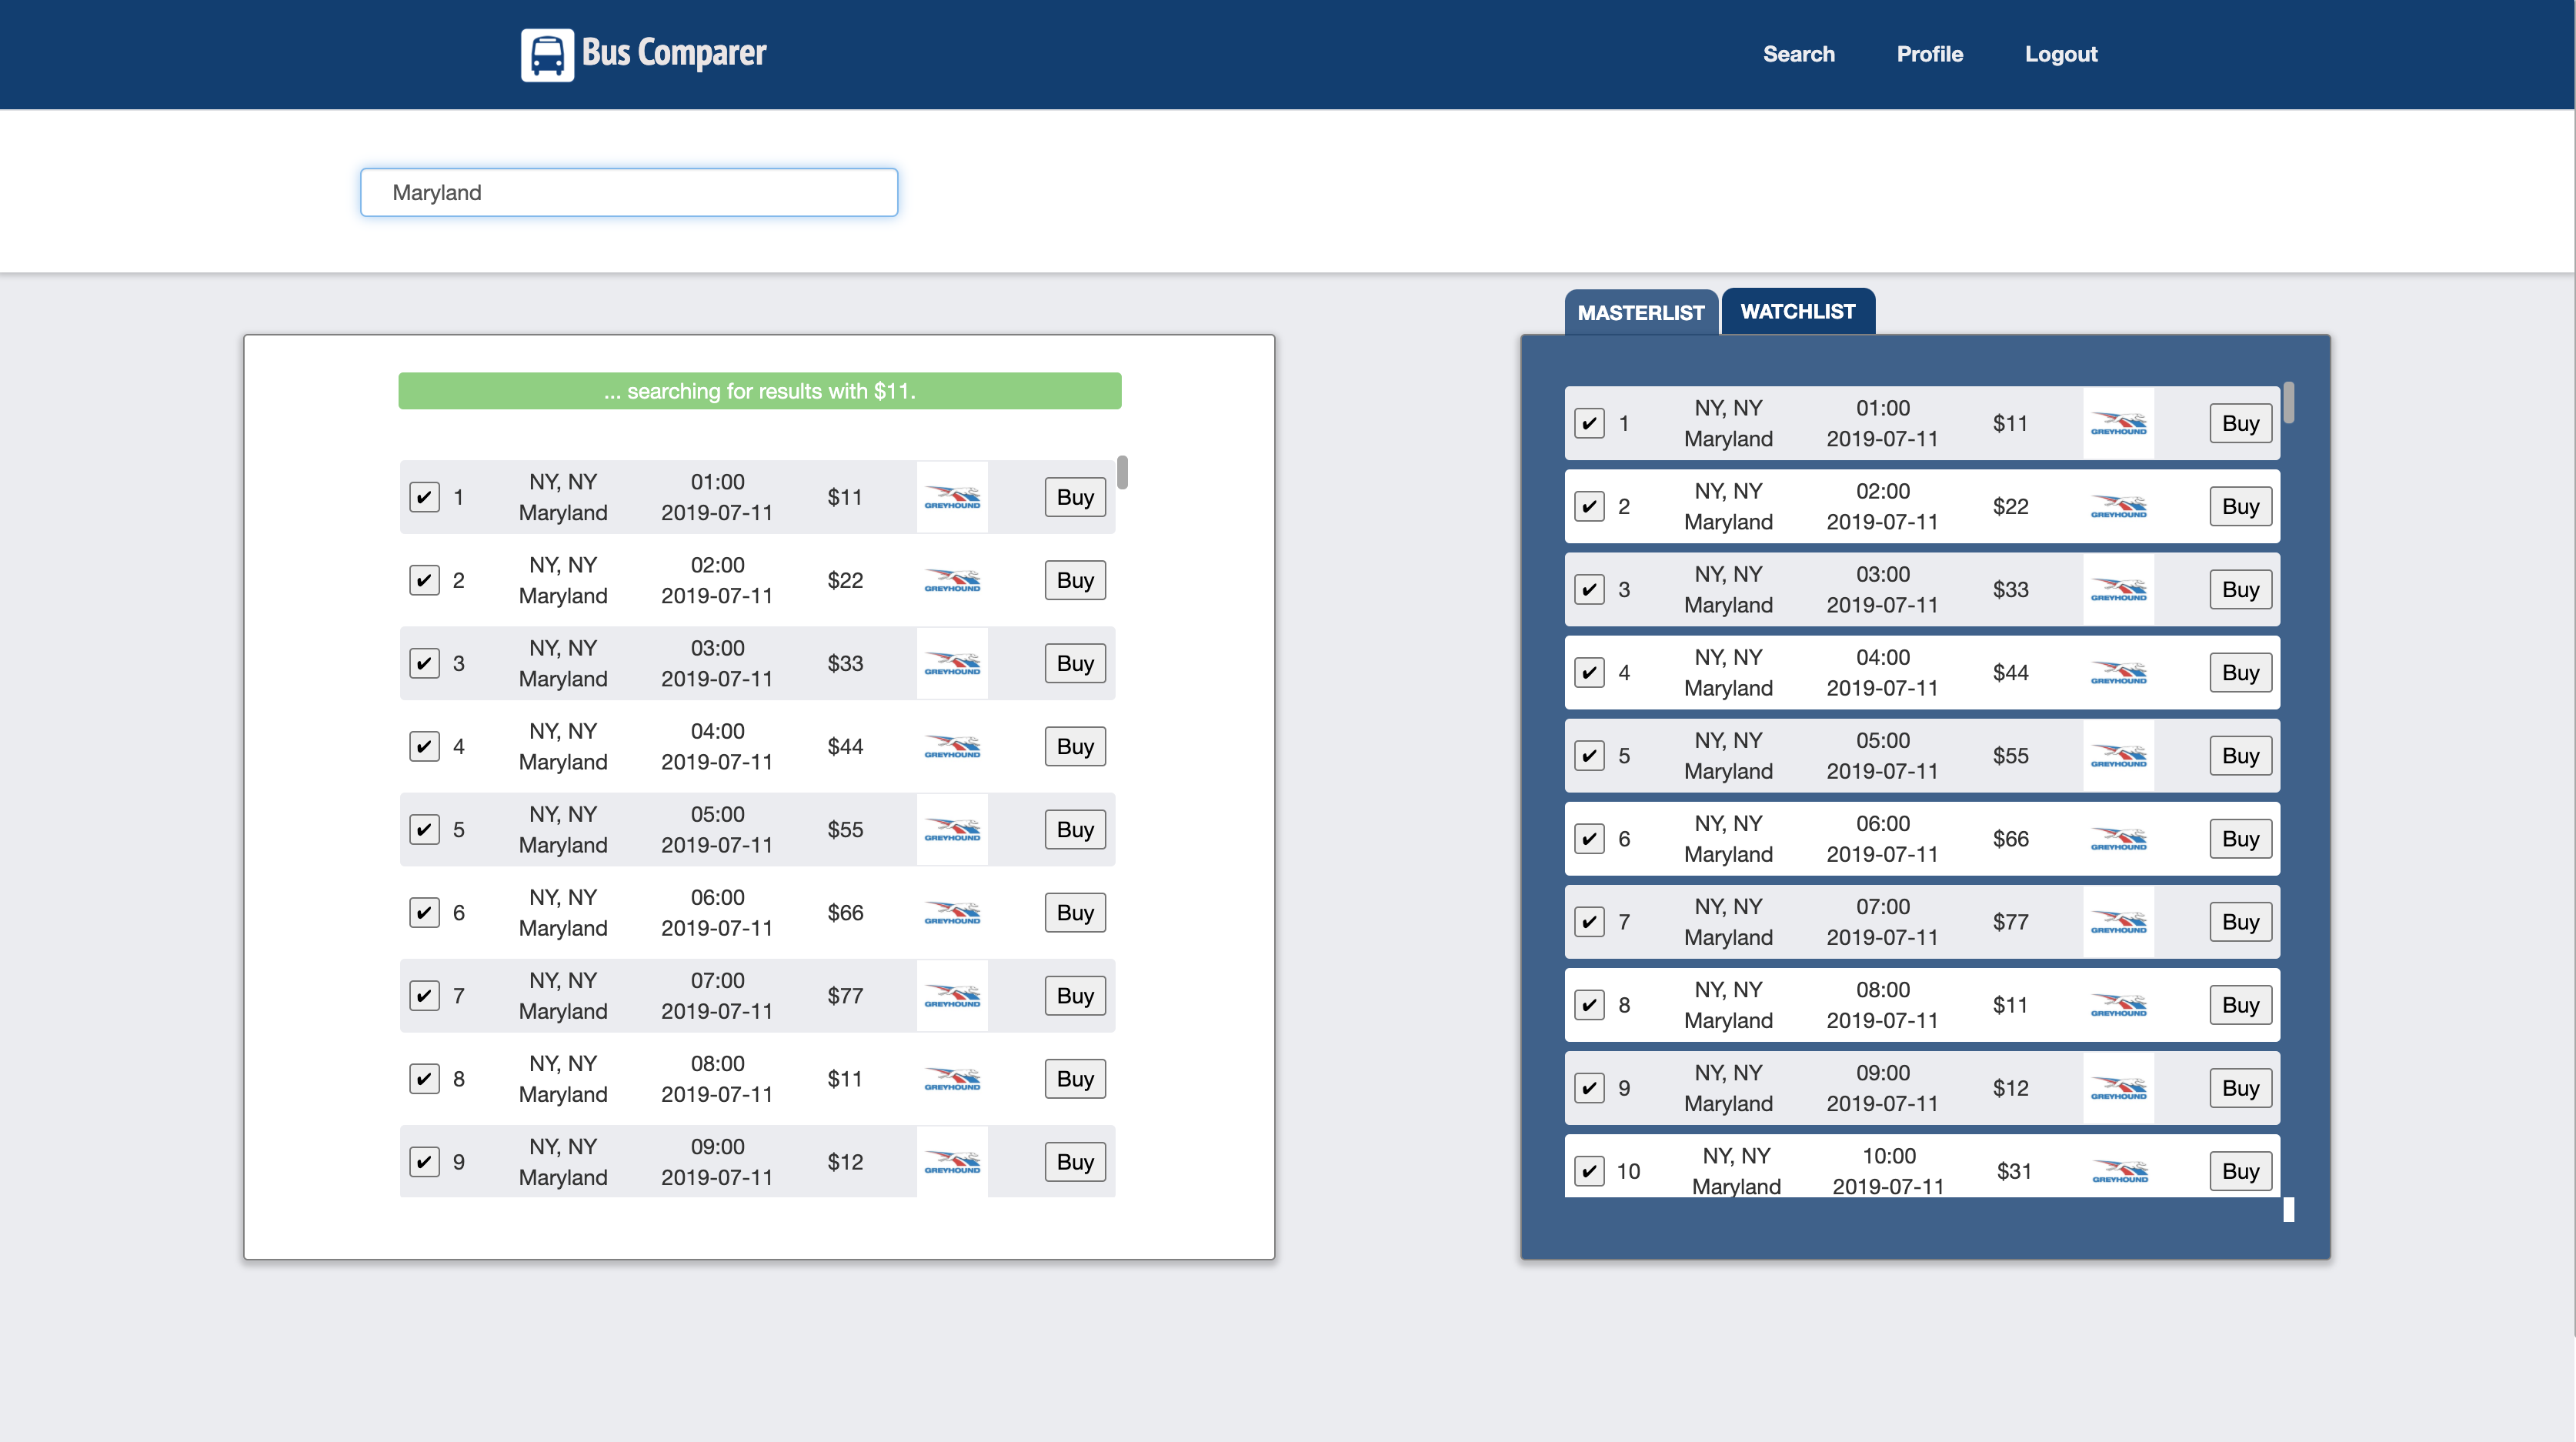 Bus Comparer
Search Profile Logout
Maryland
MASTERLIST WATCHLIST
... searching for results with $11.
✔ 1 NY, NY Maryland 01:00 2019-07-11 $11 GREYHOUND Buy
✔ 2 NY, NY Maryland 02:00 2019-07-11 $22 GREYHOUND Buy
✔ 3 NY, NY Maryland 03:00 2019-07-11 $33 GREYHOUND Buy
✔ 4 NY, NY Maryland 04:00 2019-07-11 $44 GREYHOUND Buy
✔ 5 NY, NY Maryland 05:00 2019-07-11 $55 GREYHOUND Buy
✔ 6 NY, NY Maryland 06:00 2019-07-11 $66 GREYHOUND Buy
✔ 7 NY, NY Maryland 07:00 2019-07-11 $77 GREYHOUND Buy
✔ 8 NY, NY Maryland 08:00 2019-07-11 $11 GREYHOUND Buy
✔ 9 NY, NY Maryland 09:00 2019-07-11 $12 GREYHOUND Buy
✔ 1 NY, NY Maryland 01:00 2019-07-11 $11 GREYHOUND Buy
✔ 2 NY, NY Maryland 02:00 2019-07-11 $22 GREYHOUND Buy
✔ 3 NY, NY Maryland 03:00 2019-07-11 $33 GREYHOUND Buy
✔ 4 NY, NY Maryland 04:00 2019-07-11 $44 GREYHOUND Buy
✔ 5 NY, NY Maryland 05:00 2019-07-11 $55 GREYHOUND Buy
✔ 6 NY, NY Maryland 06:00 2019-07-11 $66 GREYHOUND Buy
✔ 7 NY, NY Maryland 07:00 2019-07-11 $77 GREYHOUND Buy
✔ 8 NY, NY Maryland 08:00 2019-07-11 $11 GREYHOUND Buy
✔ 9 NY, NY Maryland 09:00 2019-07-11 $12 GREYHOUND Buy
✔ 10 NY, NY Maryland 10:00 2019-07-11 $31 GREYHOUND Buy